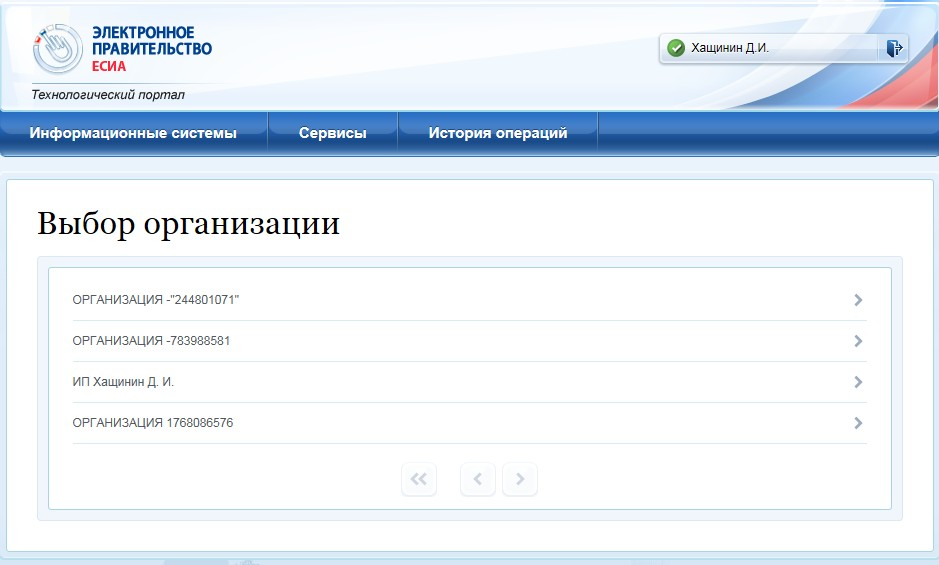 ЭЛЕКТРОННОЕ
ПРАВИТЕЛЬСТВО
ЕСИА
Технологический портал
Хащинин Д.И.
Информационные системы
Сервисы
История операций
Выбор организации
ОРГАНИЗАЦИЯ -"244801071"
ОРГАНИЗАЦИЯ -783988581
ИП Хащинин Д. И.
ОРГАНИЗАЦИЯ 1768086576